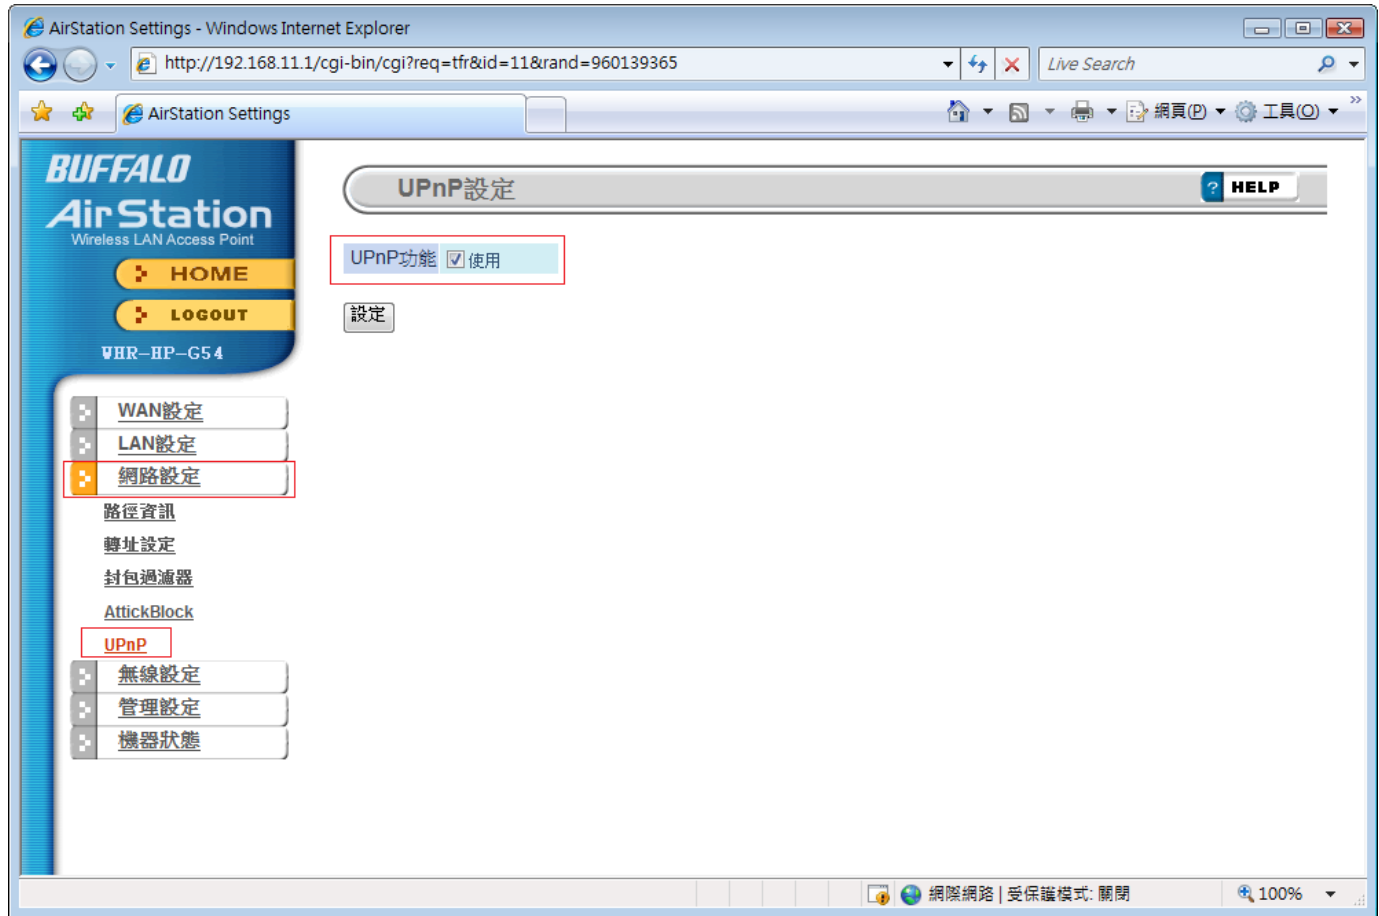 AirStation Settings - Windows Internet Explorer
http://192.168.11.1/cgi-bin/cgi?req=tfr&id=11&rand=960139365
Live Search
AirStation Settings
網頁(P)
工具(O)
BUFFALO
AirStation
Wireless LAN Access Point
HOME
LOGOUT
WHR-HP-G54
UPnP設定
? HELP
UPnP功能 使用
設定
WAN設定
LAN設定
網路設定
路徑資訊
轉址設定
封包過濾器
AttickBlock
UPnP
無線設定
管理設定
機器狀態
網際網路 | 受保護模式: 關閉
100%